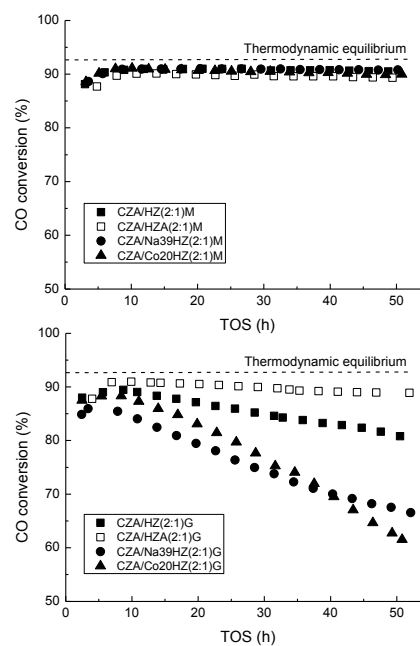 100
90
80
70
60
50
CO conversion (%)
Thermodynamic equilibrium
CZA/HZ(2:1)M
CZA/HZA(2:1)M
CZA/Na39HZ(2:1)M
CZA/Co20HZ(2:1)M
0 10 20 30 40 50
TOS (h)
100
90
80
70
60
50
CO conversion (%)
Thermodynamic equilibrium
CZA/HZ(2:1)G
CZA/HZA(2:1)G
CZA/Na39HZ(2:1)G
CZA/Co20HZ(2:1)G
0 10 20 30 40 50
TOS (h)